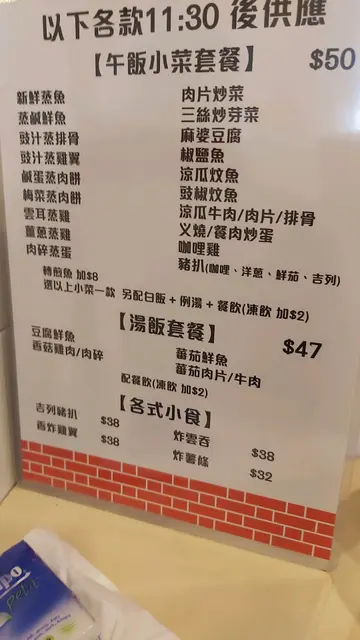 以下各款11:30 後供應
【午飯小菜套餐】 $50
新鮮蒸魚 肉片炒菜
蒸鹹鮮魚 三絲炒芽菜
豉汁蒸排骨 麻婆豆腐
豉汁蒸雞翼 椒鹽魚
鹹蛋蒸肉餅 涼瓜炆魚
梅菜蒸肉餅 豉椒炆魚
雲耳蒸雞 涼瓜牛肉/肉片/排骨
薑蔥蒸雞 义燒/餐肉炒蛋
肉碎蒸蛋 咖哩雞
豬扒(咖哩、洋蔥、鮮茄、吉列)
轉煎魚 加$8
選以上小菜一款 另配白飯+例湯+餐飲(凍飲 加$2)
【湯飯套餐】 $47
豆腐鮮魚 蕃茄鮮魚
香菇雞肉/肉碎 蕃茄肉片/牛肉
配餐飲(凍飲 加$2)
【各式小食】
吉列豬扒 $38 炸雲吞 $38
香炸雞翼 $38 炸薯條 $32
Petit